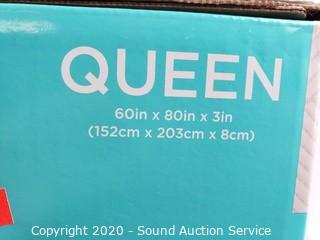 QUEEN
60in x 80in x 3in
(152cm x 203cm x 8cm)
Copyright 2020 - Sound Auction Service